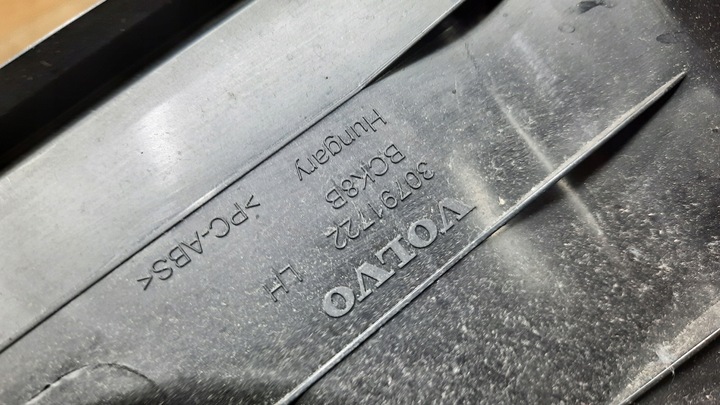 VOLVO
30791722 LH
BCK8B
Hungary
>PC-ABS<